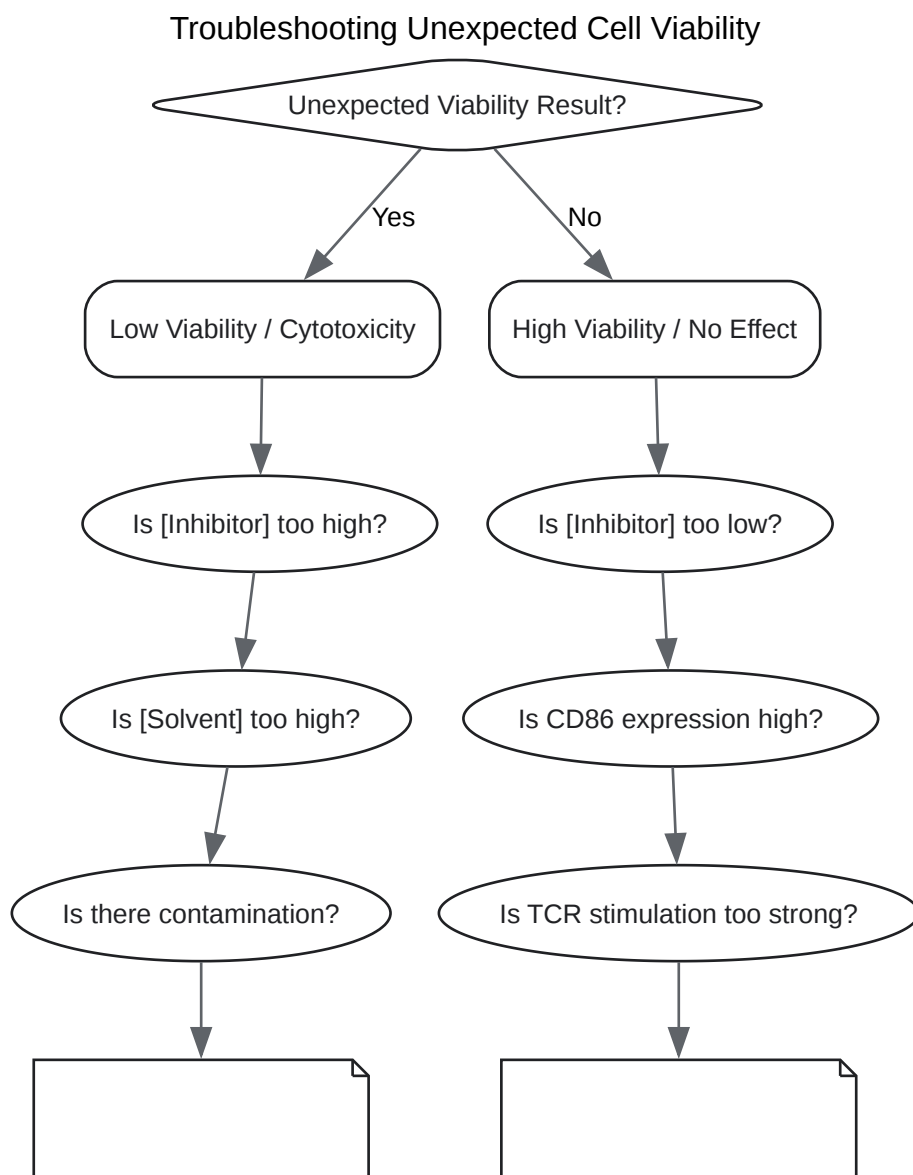 Troubleshooting Unexpected Cell Viability
Unexpected Viability Result?
Yes
No
Low Viability / Cytotoxicity
High Viability / No Effect
Is [Inhibitor] too high?
Is [Inhibitor] too low?
Is [Solvent] too high?
Is CD86 expression high?
Is there contamination?
Is TCR stimulation too strong?